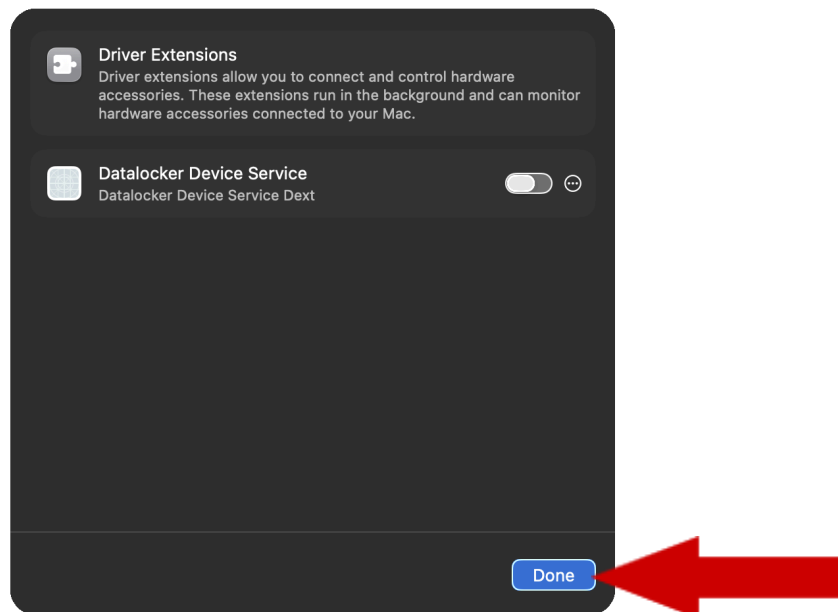 Driver Extensions
Driver extensions allow you to connect and control hardware
accessories. These extensions run in the background and can monitor
hardware accessories connected to your Mac.
Datalocker Device Service
Datalocker Device Service Dext
Done